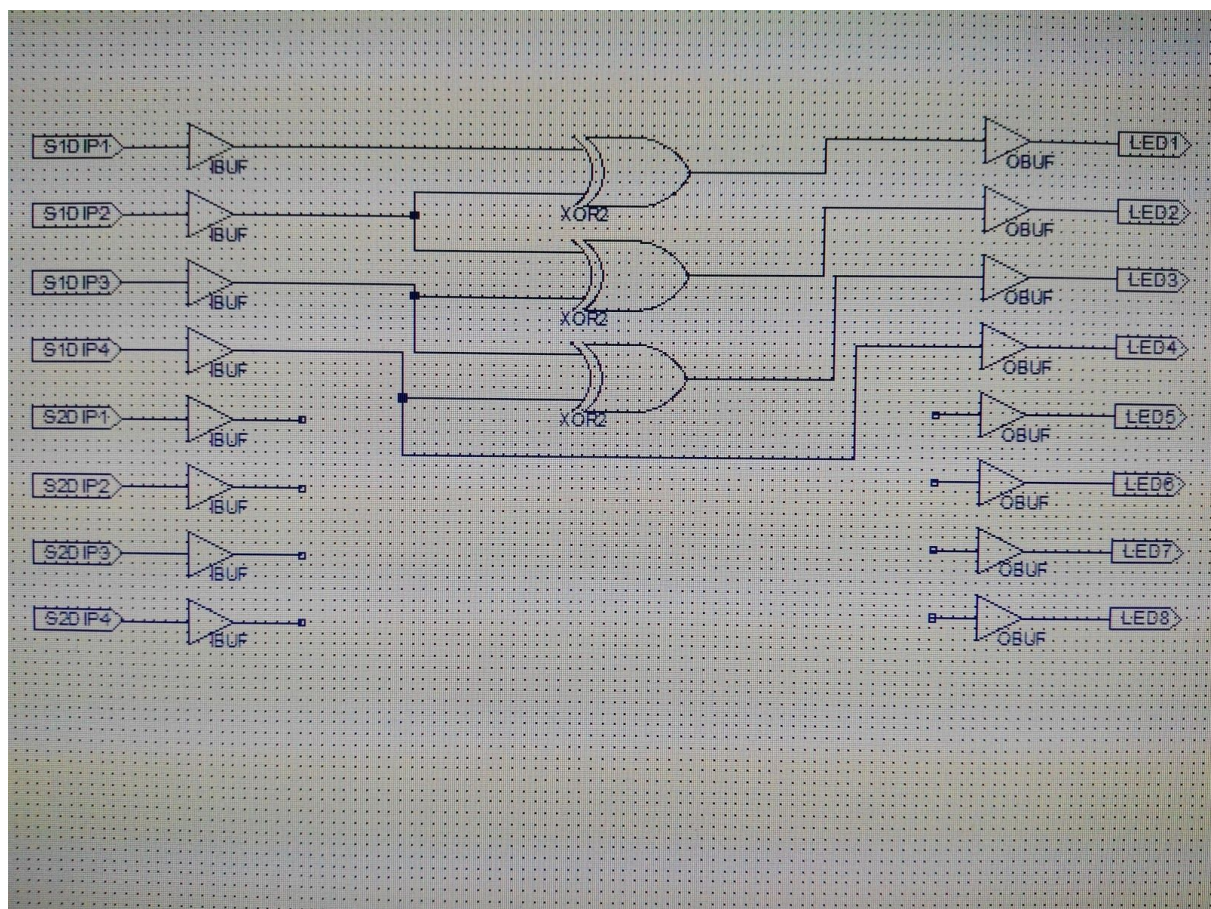 S1DIP1 IBUF OBUF LED1
XOR2
S1DIP2 IBUF OBUF LED2
S1DIP3 IBUF OBUF LED3
XOR2
S1DIP4 IBUF OBUF LED4
XOR2
S2DIP1 IBUF OBUF LED5
S2DIP2 IBUF OBUF LED6
S2DIP3 IBUF OBUF LED7
S2DIP4 IBUF OBUF LED8